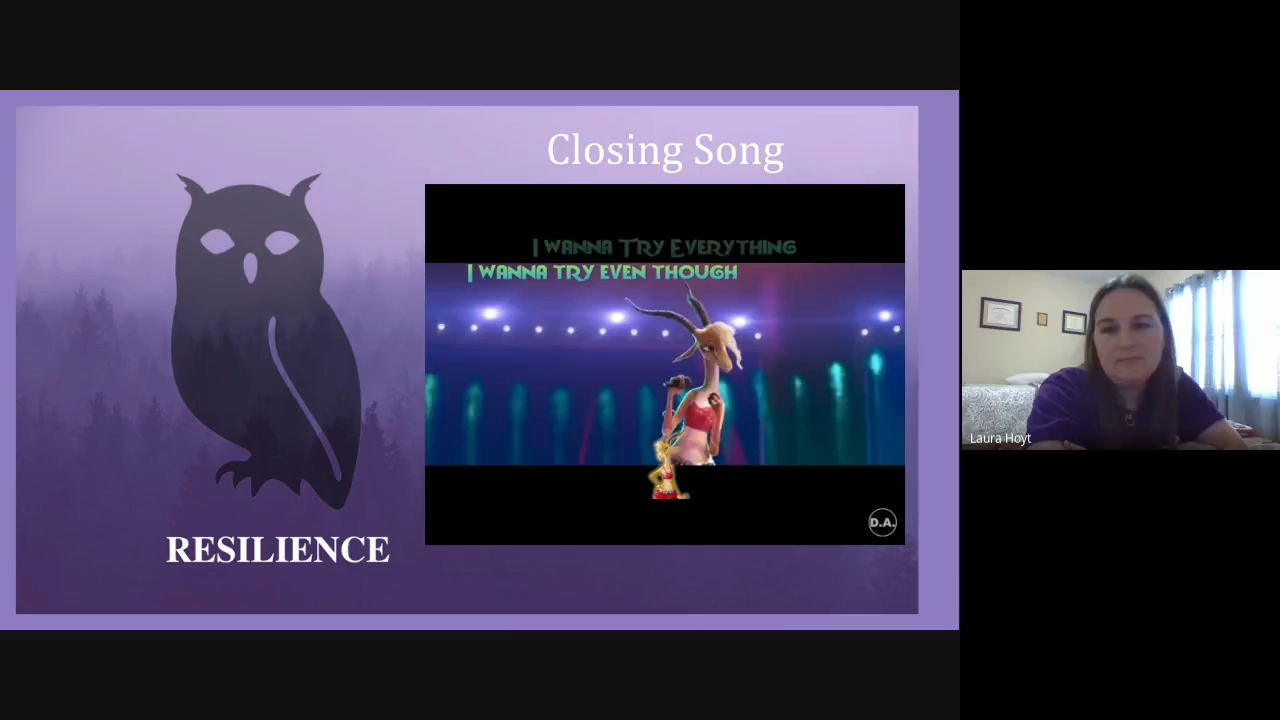 Closing Song
I WANNA TRY EVERYTHING
I WANNA TRY EVEN THOUGH
D.A.
RESILIENCE
Laura Hoyt